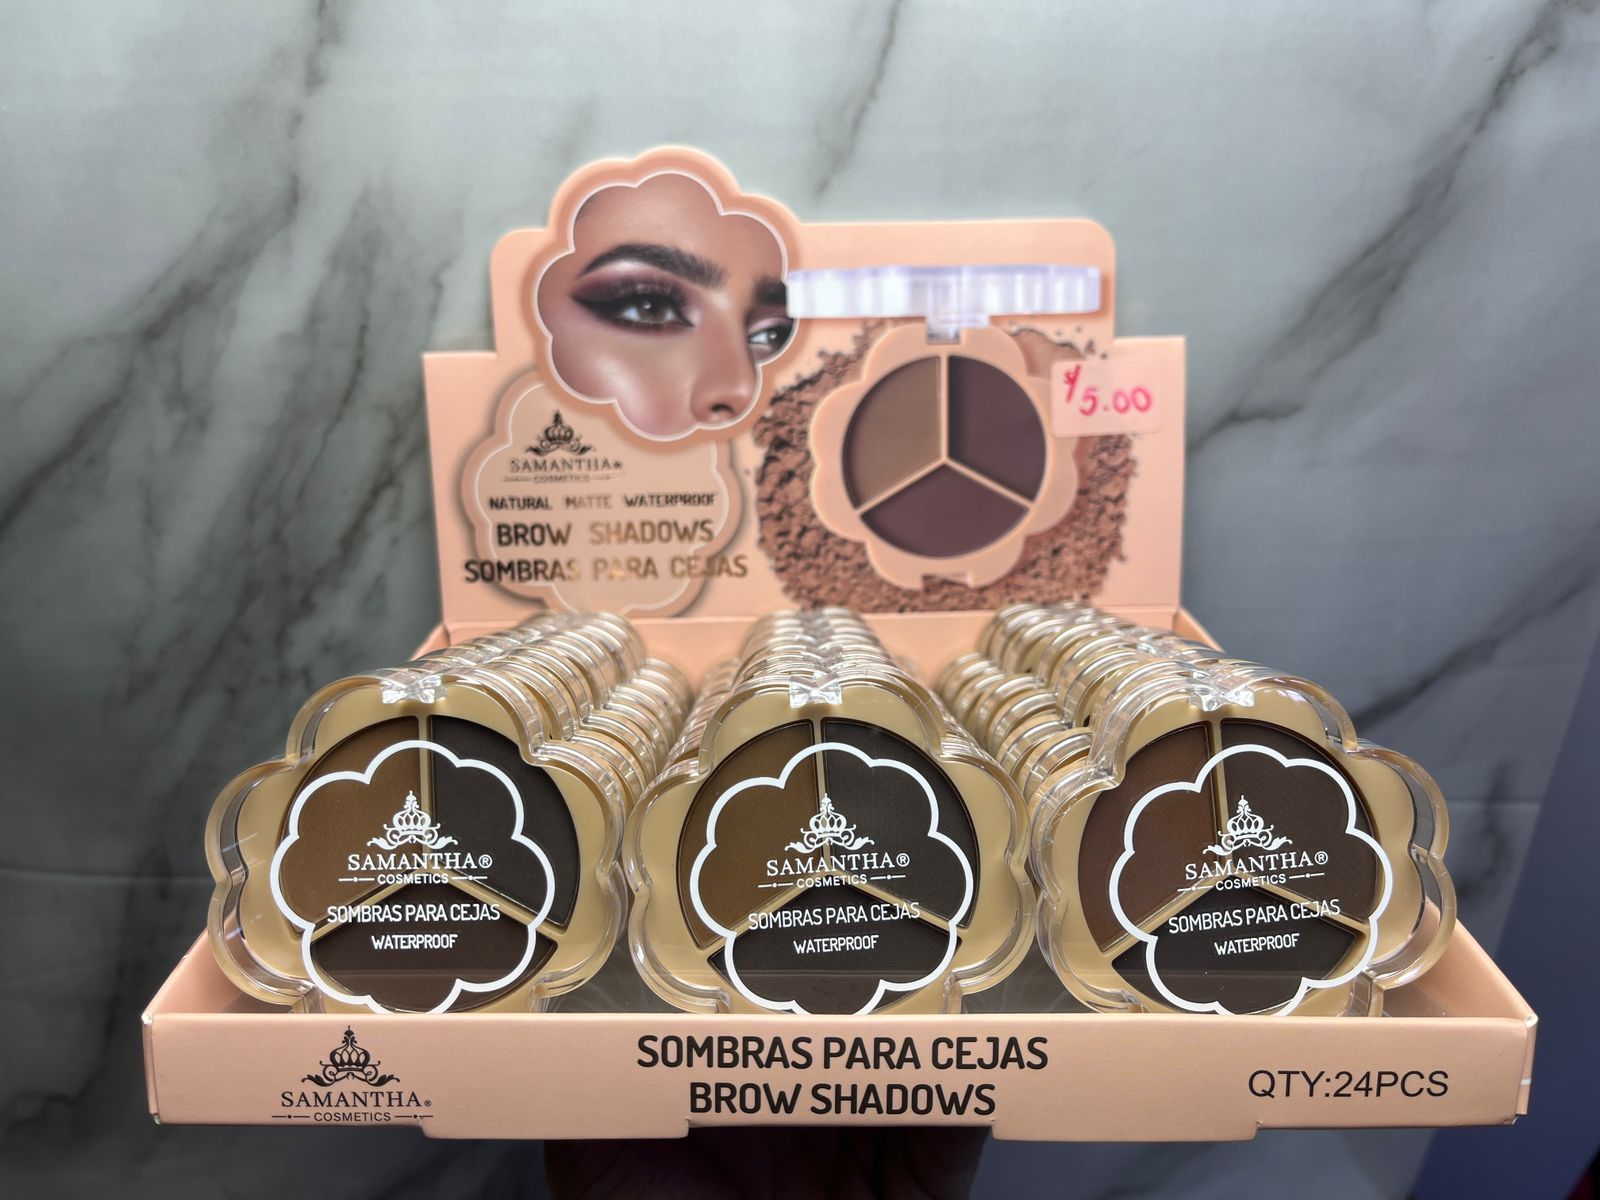 SAMANTHA®
COSMETICS
NATURAL MATTE WATERPROOF
BROW SHADOWS
SOMBRAS PARA CEJAS
$5.00
SAMANTHA®
COSMETICS
SOMBRAS PARA CEJAS
WATERPROOF
SAMANTHA®
COSMETICS
SOMBRAS PARA CEJAS
WATERPROOF
SAMANTHA®
COSMETICS
SOMBRAS PARA CEJAS
WATERPROOF
SAMANTHA®
COSMETICS
SOMBRAS PARA CEJAS
BROW SHADOWS
QTY:24PCS